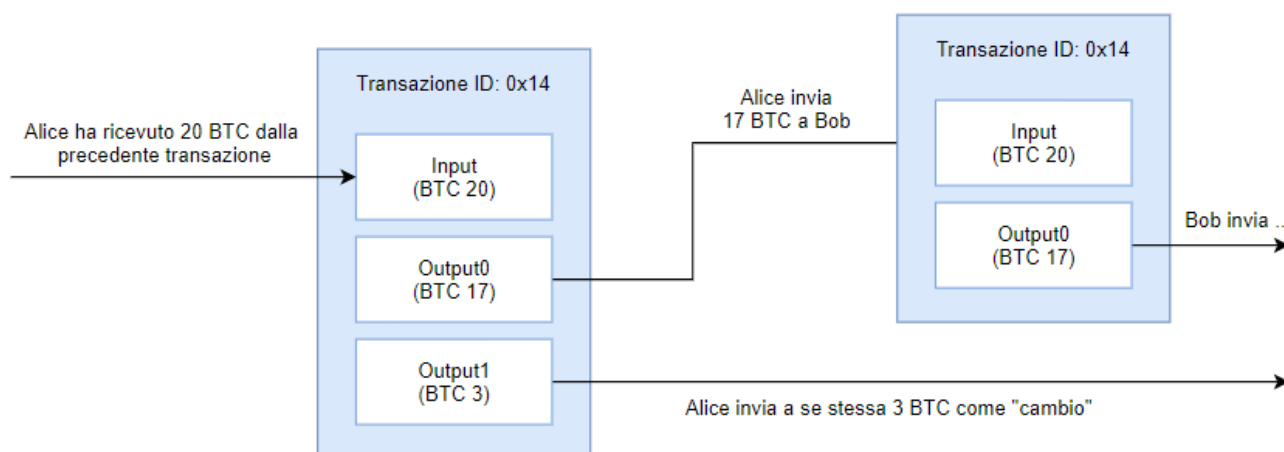 Alice ha ricevuto 20 BTC dalla
precedente transazione
Transazione ID: 0x14
Input
(BTC 20)
Output0
(BTC 17)
Output1
(BTC 3)
Alice invia
17 BTC a Bob
Alice invia a se stessa 3 BTC come "cambio"
Transazione ID: 0x14
Input
(BTC 20)
Output0
(BTC 17)
Bob invia ..